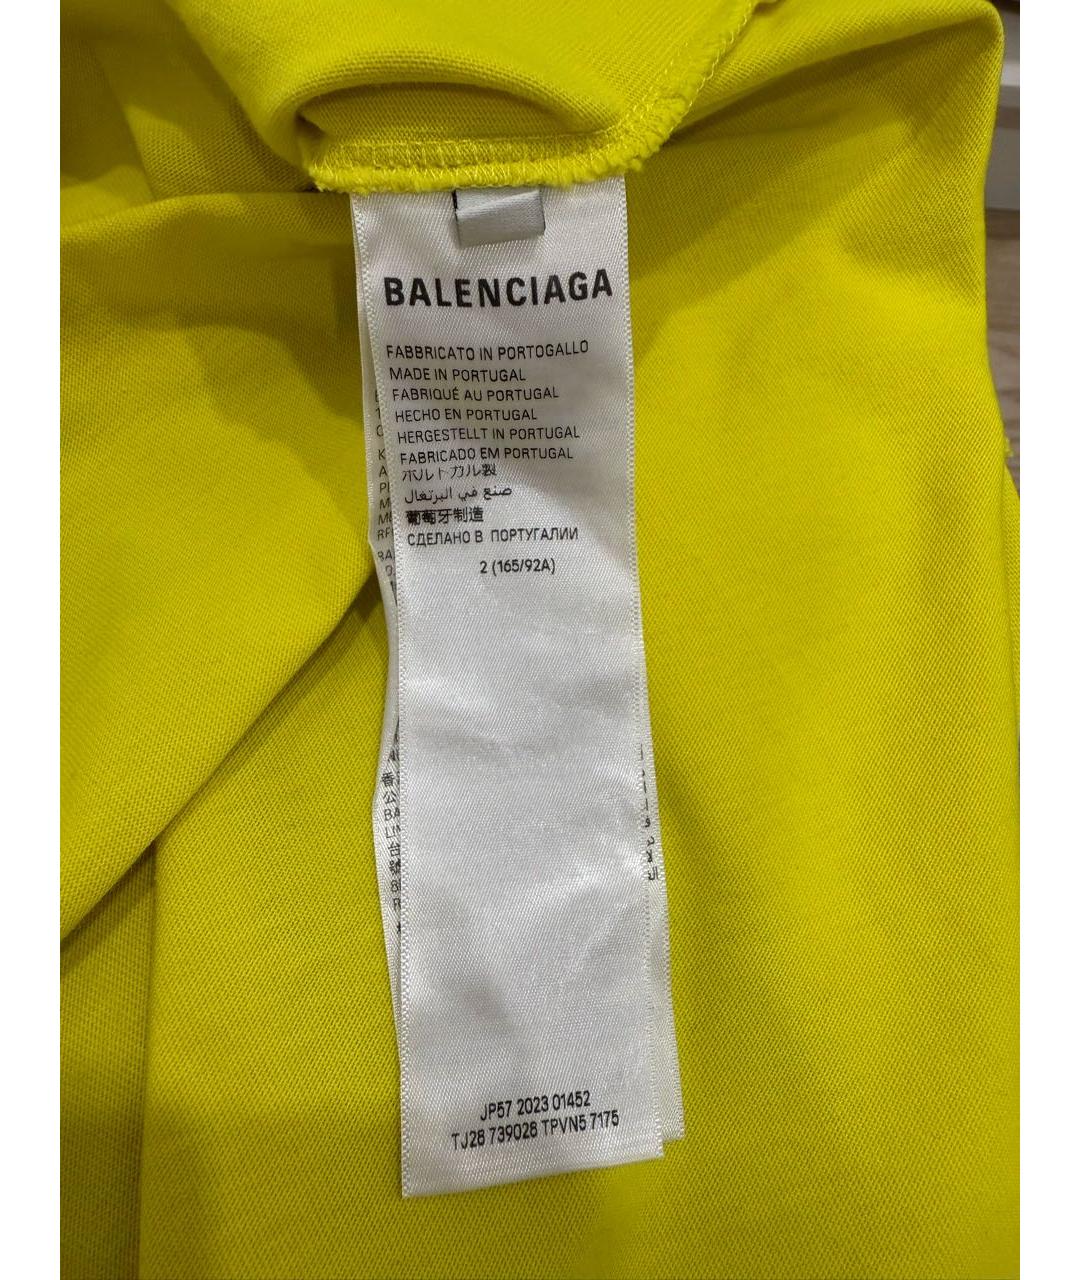 BALENCIAGA
FABBRICATO IN PORTOGALLO
MADE IN PORTUGAL
FABRIQUÉ AU PORTUGAL
HECHO EN PORTUGAL
HERGESTELLT IN PORTUGAL
FABRICADO EM PORTUGAL
ポルトガル製
صنع في البرتغال
葡萄牙制造
СДЕЛАНО В ПОРТУГАЛИИ
2 (165/92A)
JP57 2023 01452
TJ28 739028 TPVN5 7175